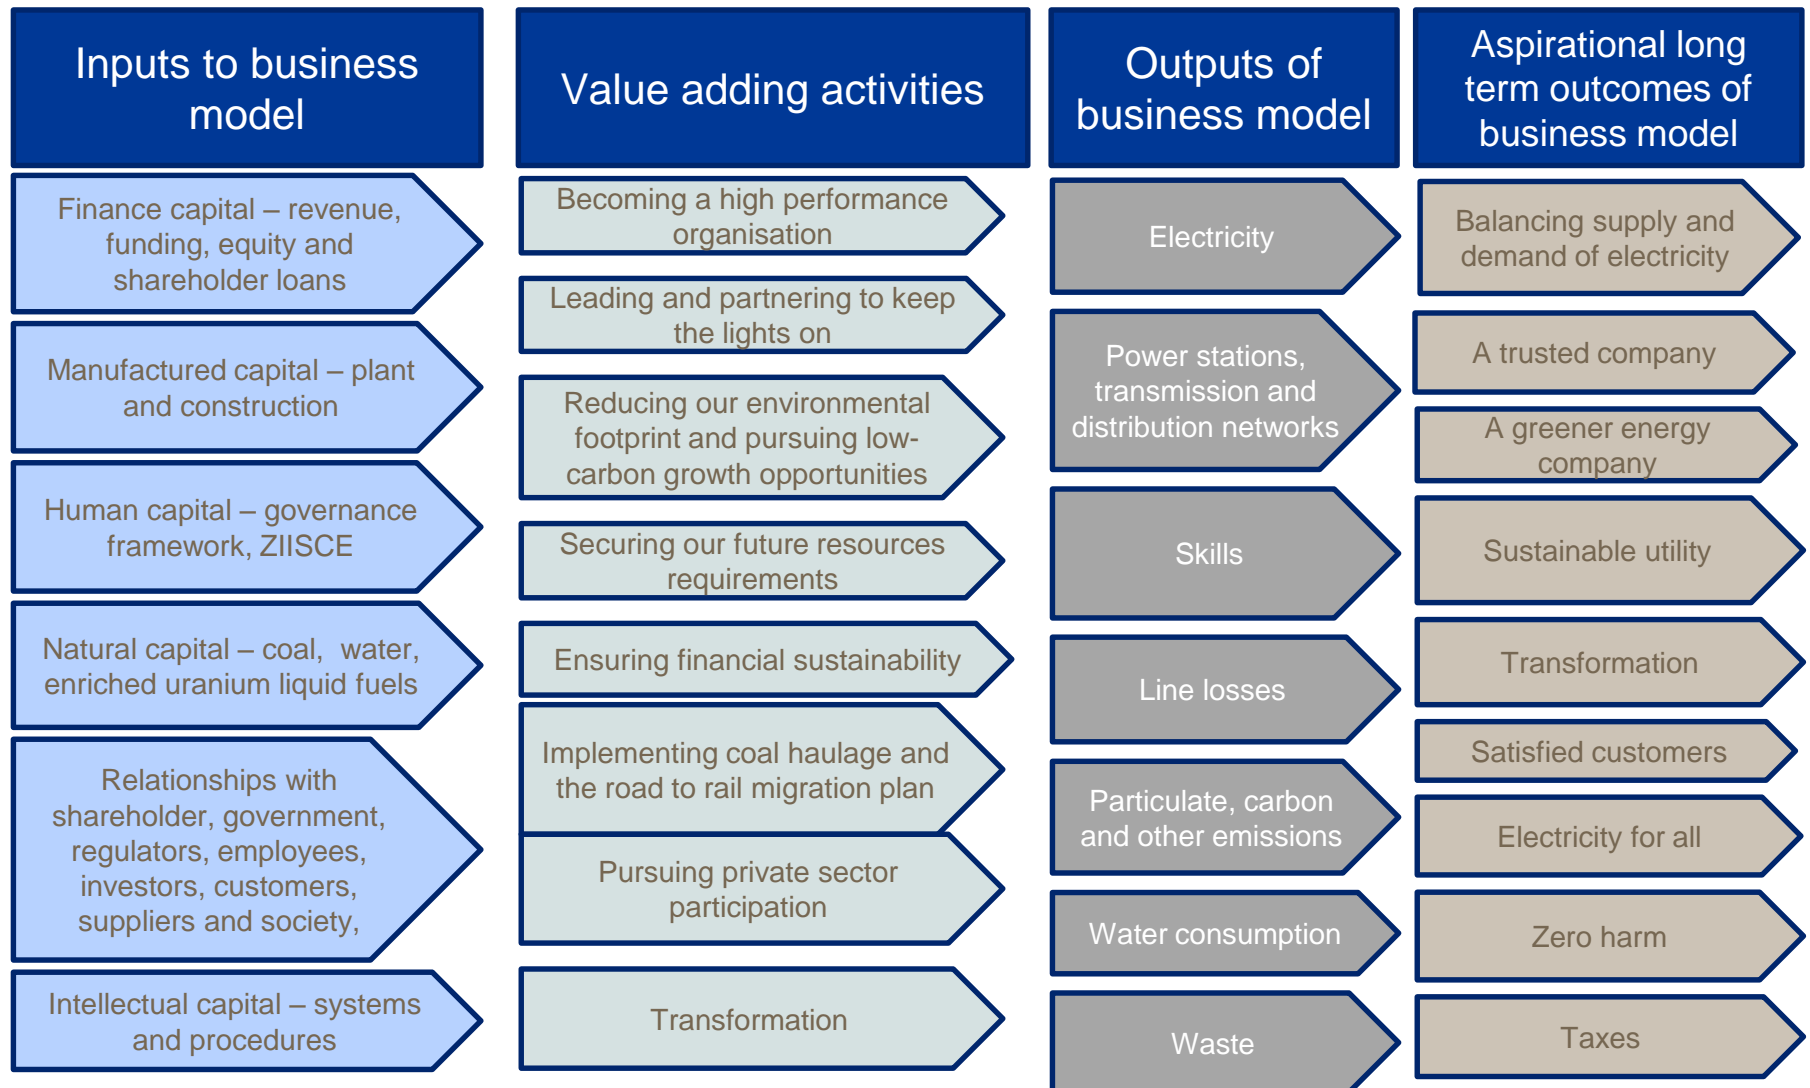 Inputs to business
model
Finance capital – revenue,
funding, equity and
shareholder loans
Manufactured capital – plant
and construction
Human capital – governance
framework, ZIISCE
Natural capital – coal, water,
enriched uranium liquid fuels
Relationships with
shareholder, government,
regulators, employees,
investors, customers,
suppliers and society,
Intellectual capital – systems
and procedures
Value adding activities
Becoming a high performance
organisation
Leading and partnering to keep
the lights on
Reducing our environmental
footprint and pursuing low-
carbon growth opportunities
Securing our future resources
requirements
Ensuring financial sustainability
Implementing coal haulage and
the road to rail migration plan
Pursuing private sector
participation
Transformation
Outputs of
business model
Electricity
Power stations,
transmission and
distribution networks
Skills
Line losses
Particulate, carbon
and other emissions
Water consumption
Waste
Aspirational long
term outcomes of
business model
Balancing supply and
demand of electricity
A trusted company
A greener energy
company
Sustainable utility
Transformation
Satisfied customers
Electricity for all
Zero harm
Taxes